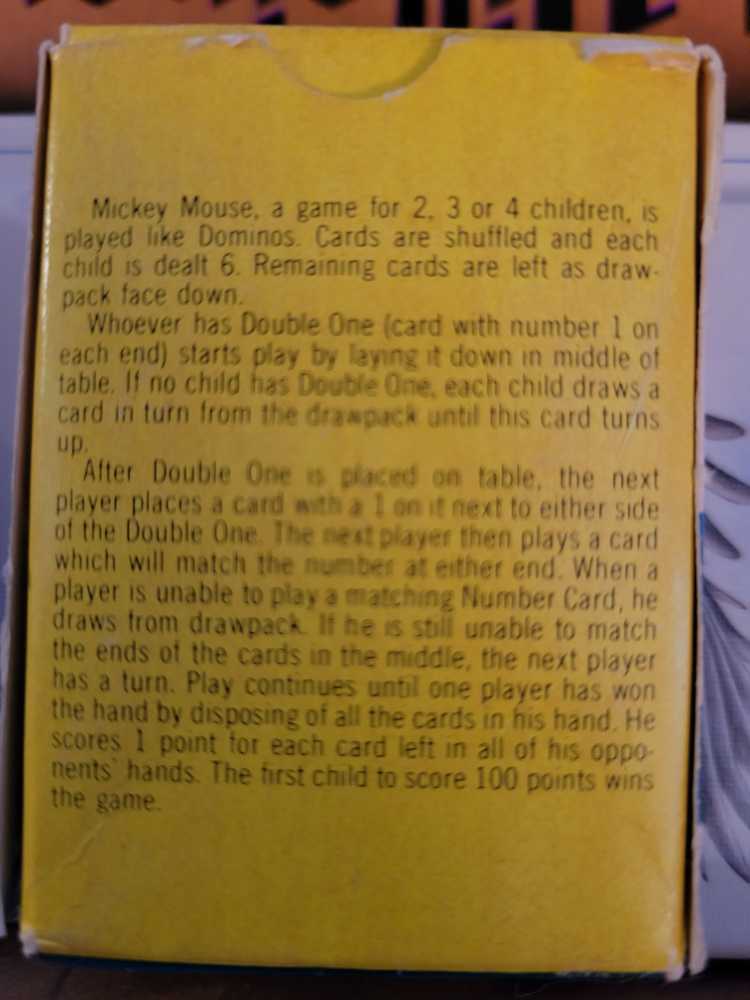 Mickey Mouse, a game for 2, 3 or 4 children, is
played like Dominos. Cards are shuffled and each
child is dealt 6. Remaining cards are left as draw-
pack face down.
Whoever has Double One (card with number 1 on
each end) starts play by laying it down in middle of
table. If no child has Double One, each child draws a
card in turn from the drawpack until this card turns
up.
After Double One is placed on table, the next
player places a card with a 1 on it next to either side
of the Double One. The next player then plays a card
which will match the number at either end. When a
player is unable to play a matching Number Card, he
draws from drawpack. If he is still unable to match
the ends of the cards in the middle, the next player
has a turn. Play continues until one player has won
the hand by disposing of all the cards in his hand. He
scores 1 point for each card left in all of his oppo-
nents' hands. The first child to score 100 points wins
the game.